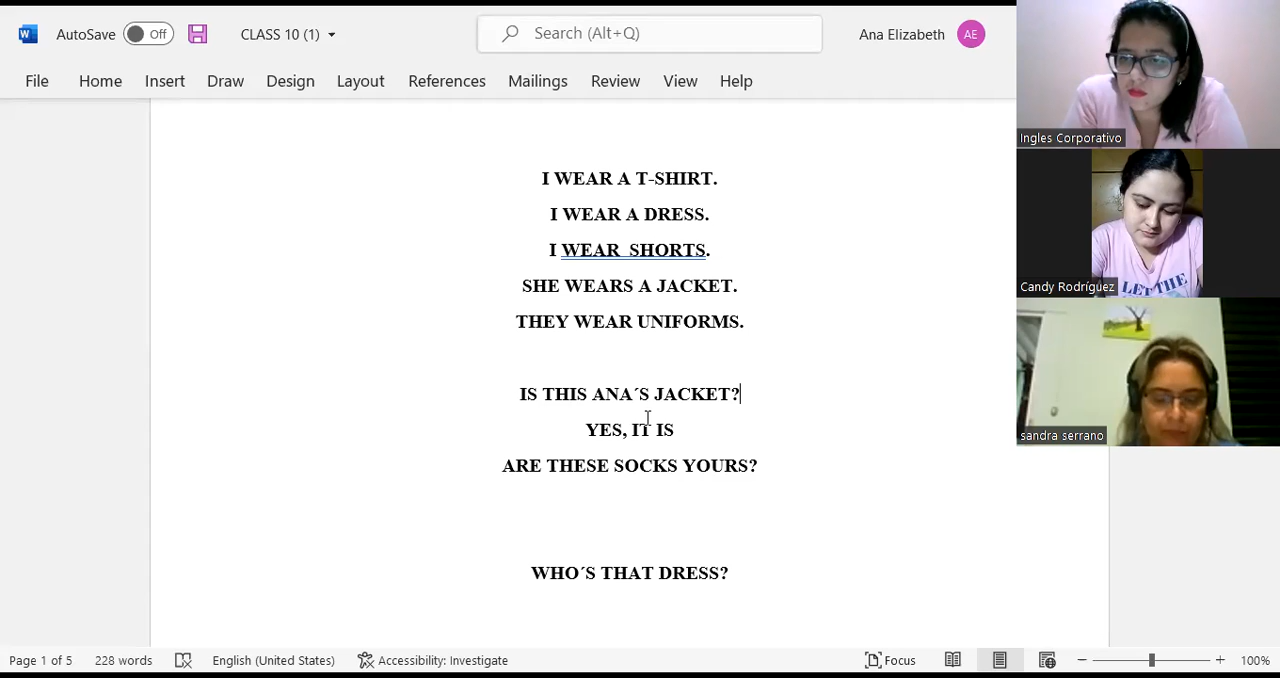 AutoSave Off CLASS 10 (1) Search (Alt+Q) Ana Elizabeth AE
File Home Insert Draw Design Layout References Mailings Review View Help
I WEAR A T-SHIRT.
I WEAR A DRESS.
I WEAR  SHORTS.
SHE WEARS A JACKET.
THEY WEAR UNIFORMS.
IS THIS ANA´S JACKET?
YES, IT IS
ARE THESE SOCKS YOURS?
WHO´S THAT DRESS?
Ingles Corporativo
LET THE
Candy Rodríguez
sandra serrano
Page 1 of 5 228 words English (United States) Accessibility: Investigate Focus 100%